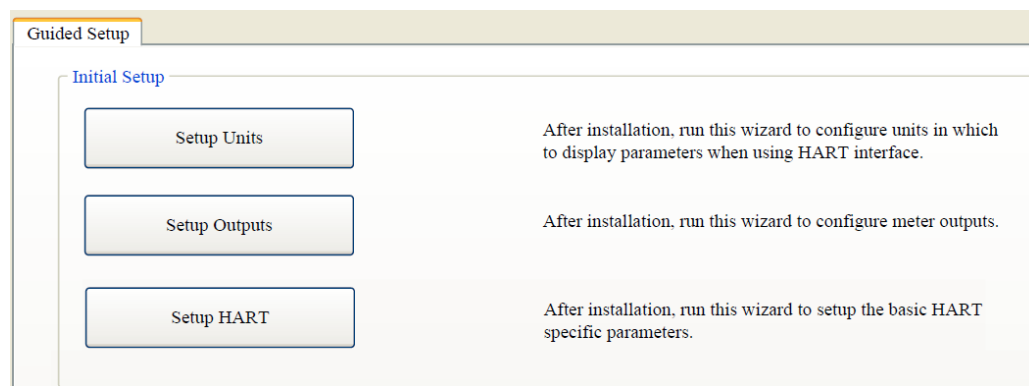 Guided Setup
Initial Setup
Setup Units
After installation, run this wizard to configure units in which
to display parameters when using HART interface.
Setup Outputs
After installation, run this wizard to configure meter outputs.
Setup HART
After installation, run this wizard to setup the basic HART
specific parameters.